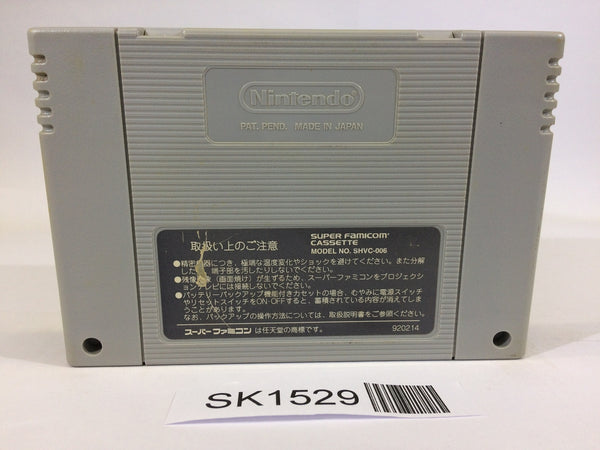 Nintendo
PAT. PEND. MADE IN JAPAN
取扱い上のご注意
SUPER FAMICOM
CASSETTE
MODEL NO. SHVC-006
●精密機器につき、極端な温度変化やショックを避けてください。また分解
した 端子部を汚したりしないでください。
●残像 (画面焼け)が生ずるため、スーパーファミコンをプロジェクシ
ョンテレビには接続しないでください。
●バッテリーバックアップ機能付きカセットの場合、むやみに電源スイッチ
やリセットスイッチをON・OFFすると、蓄積されている内容が消えてしま
うことがあります。
なお、バックアップの操作方法については、取扱説明書をご参照ください。
スーパーファミコン は任天堂の商標です。
920214
SK1529